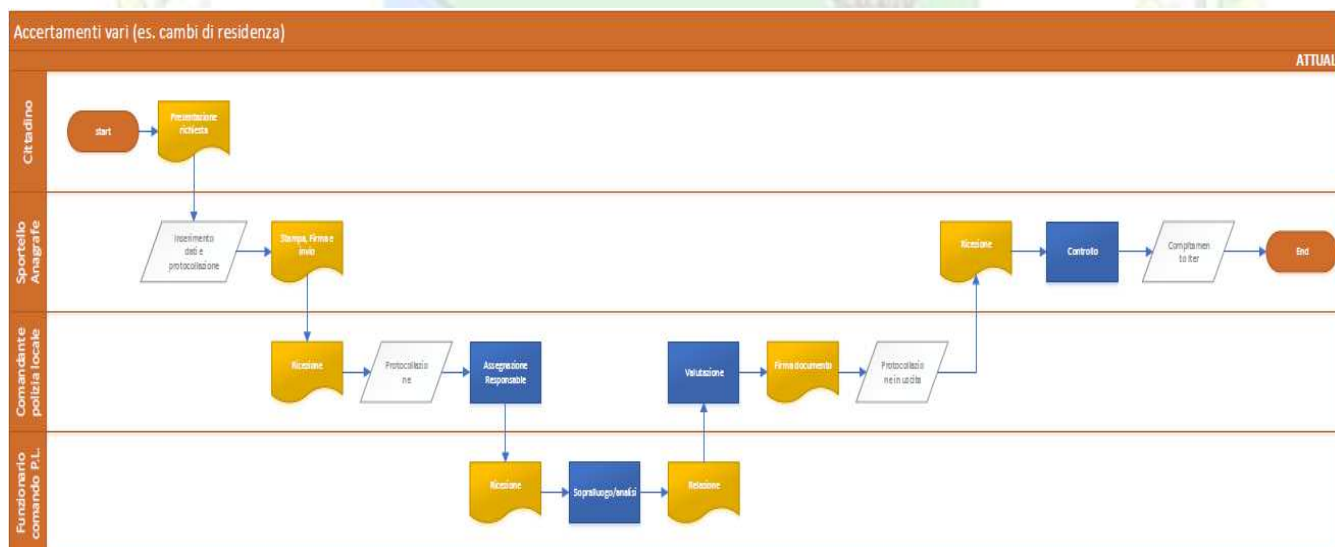 Accertamenti vari (es. cambi di residenza)
ATTUAL
Cittadino
start
Presentazione
richiesta
Sportello
Anagrafe
Inserimento
dati e
protocollazione
Stampa, Firma e
invio
Ricezione
Controllo
Compltamen
to iter
End
Comandante
polizia locale
Ricezione
Protocollazio
ne
Assegnazione
Responsabile
Valutazione
Firma documento
Protocollazio
ne in uscita
Funzionario
comando P.L.
Ricezione
Sopralluogo/analisi
Relazione